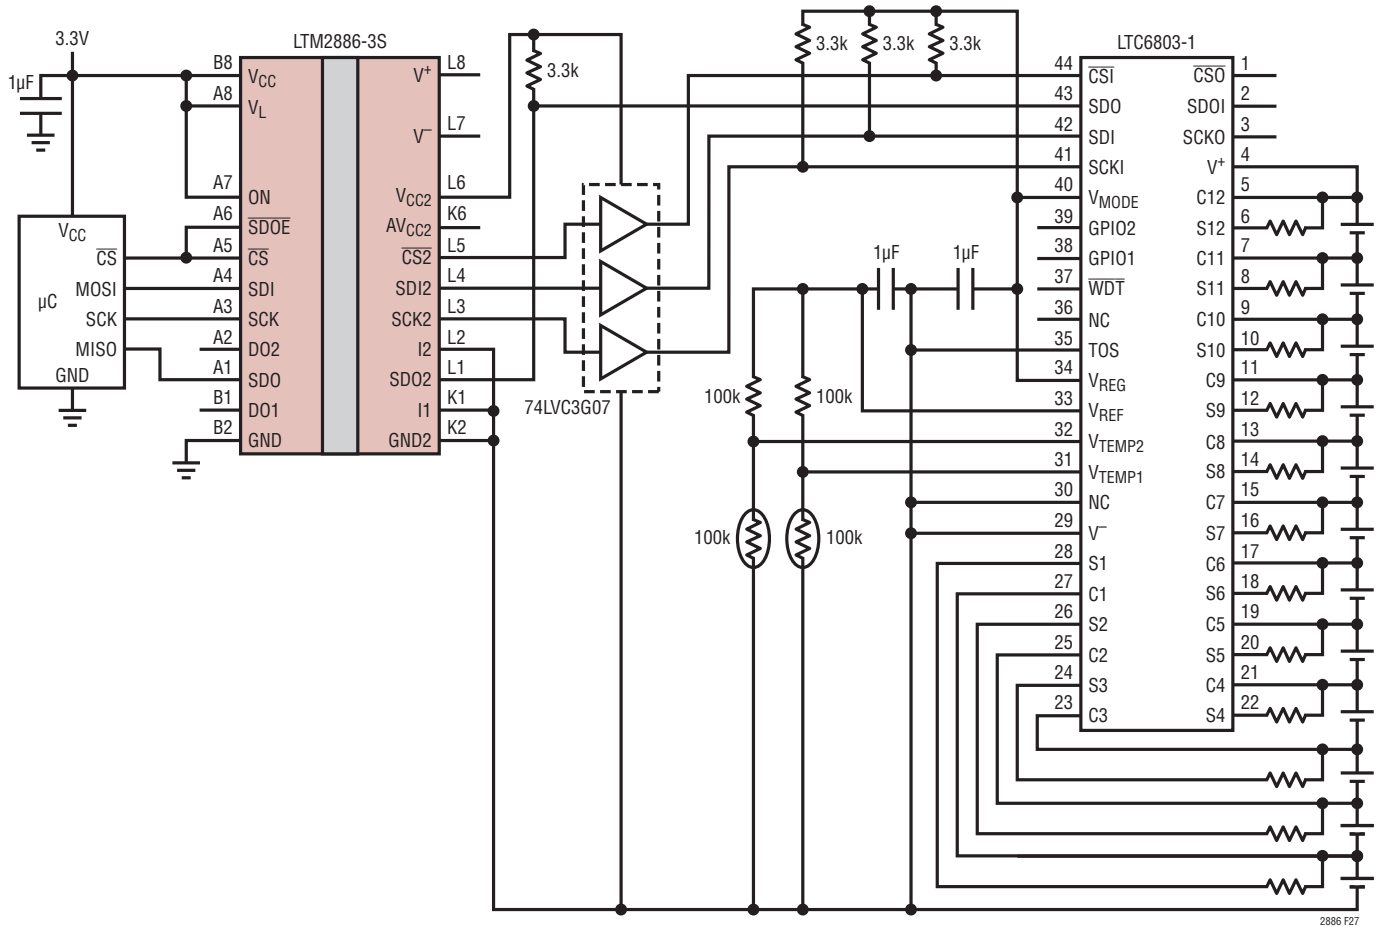 3.3V
1µF
LTM2886-3S
B8
VCC
A8
VL
A7
ON
A6
SDOE
A5
CS
A4
SDI
A3
SCK
A2
DO2
A1
SDO
B1
DO1
B2
GND
VCC
CS
MOSI
µC
SCK
MISO
GND
V+
L8
V–
L7
VCC2
L6
AVCC2
K6
CS2
L5
SDI2
L4
SCK2
L3
I2
L2
SDO2
L1
I1
K1
GND2
K2
3.3k
74LVC3G07
3.3k
3.3k
3.3k
1µF
1µF
100k
100k
100k
100k
LTC6803-1
44
CSI
43
SDO
42
SDI
41
SCKI
40
VMODE
39
GPIO2
38
GPIO1
37
WDT
36
NC
35
TOS
34
VREG
33
VREF
32
VTEMP2
31
VTEMP1
30
NC
29
V–
28
S1
27
C1
26
S2
25
C2
24
S3
23
C3
CSO
1
SDOI
2
SCKO
3
V+
4
C12
5
S12
6
C11
7
S11
8
C10
9
S10
10
C9
11
S9
12
C8
13
S8
14
C7
15
S7
16
C6
17
S6
18
C5
19
S5
20
C4
21
S4
22
2886 F27